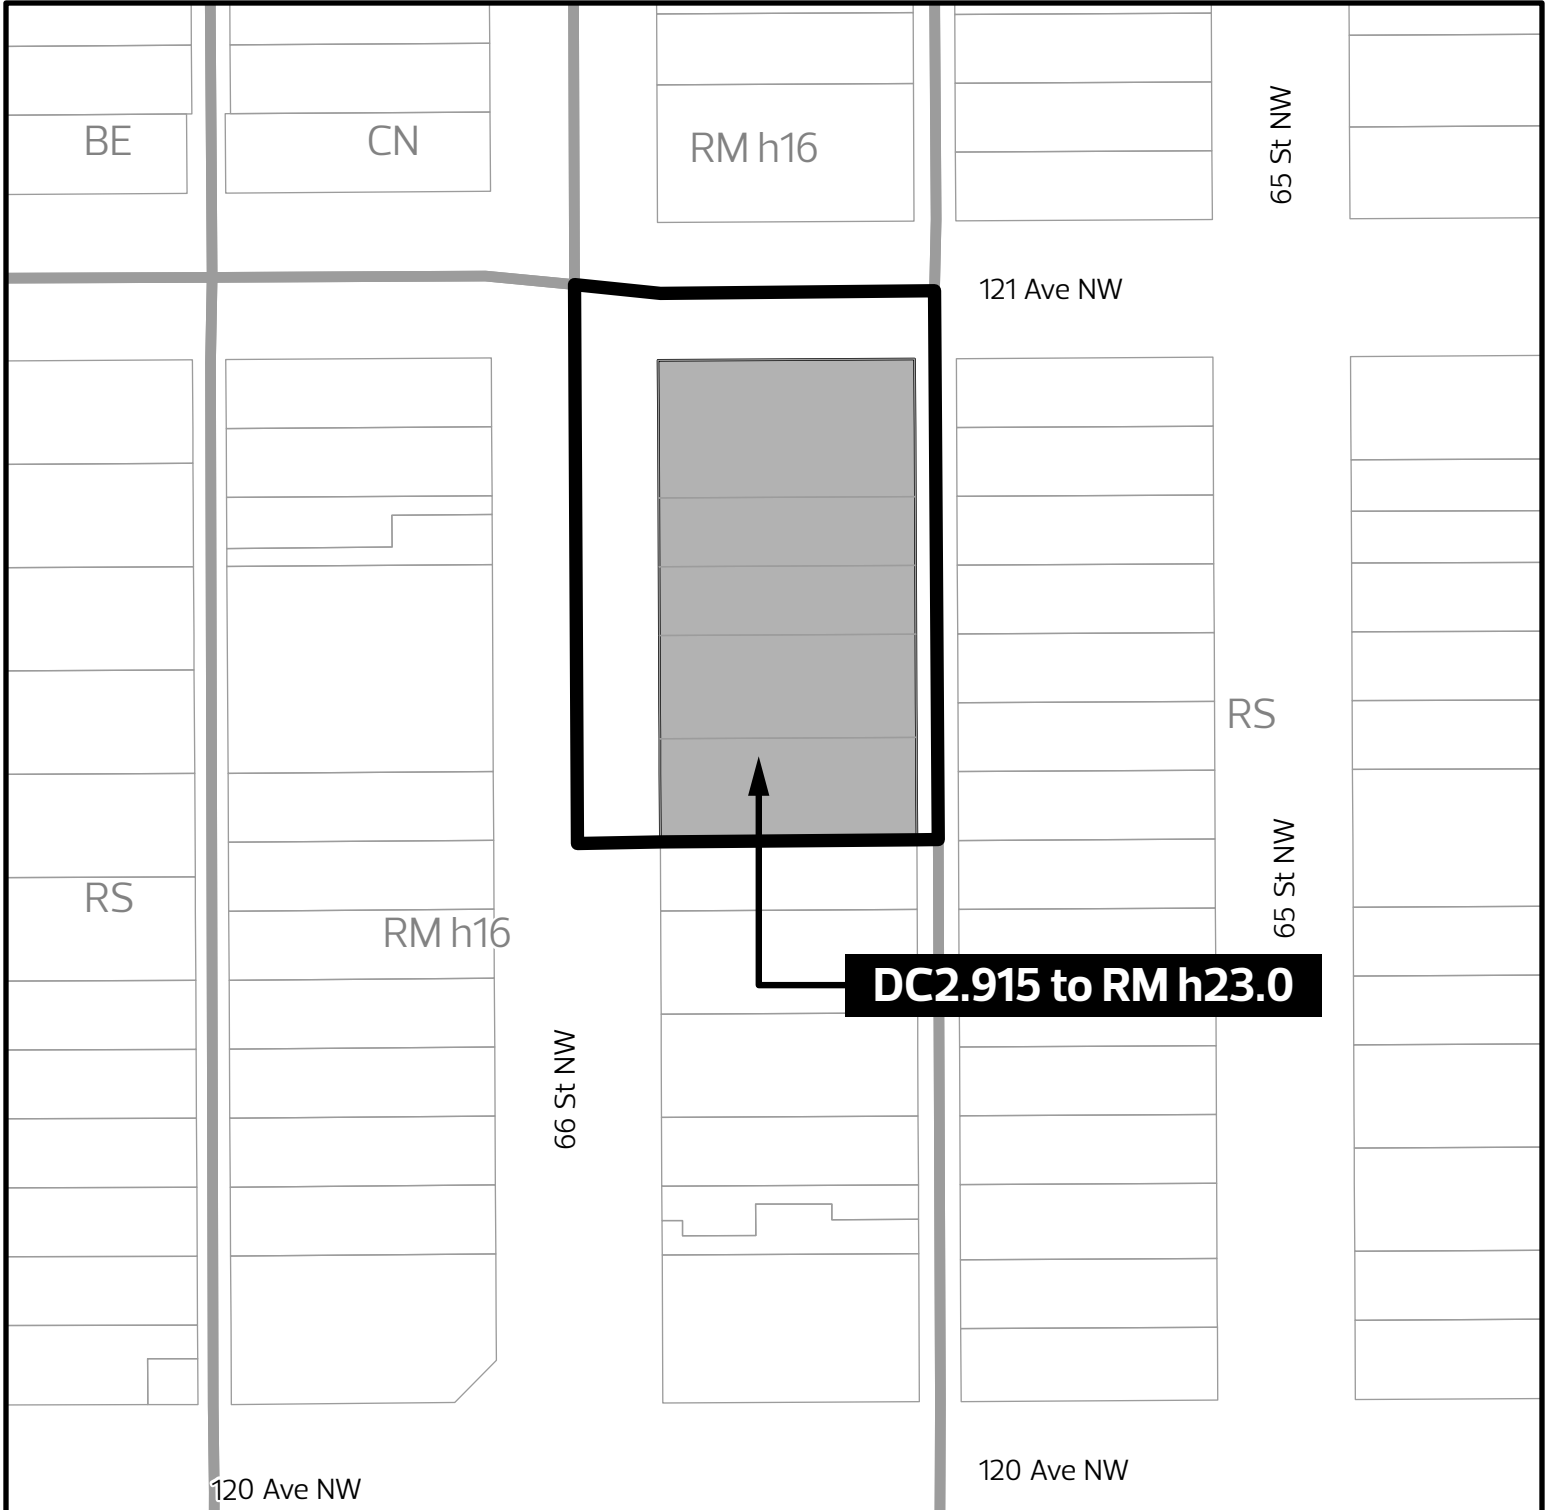 BE
CN
RM h16
65 St NW
121 Ave NW
RS
65 St NW
RS
RM h16
DC2.915 to RM h23.0
66 St NW
120 Ave NW
120 Ave NW